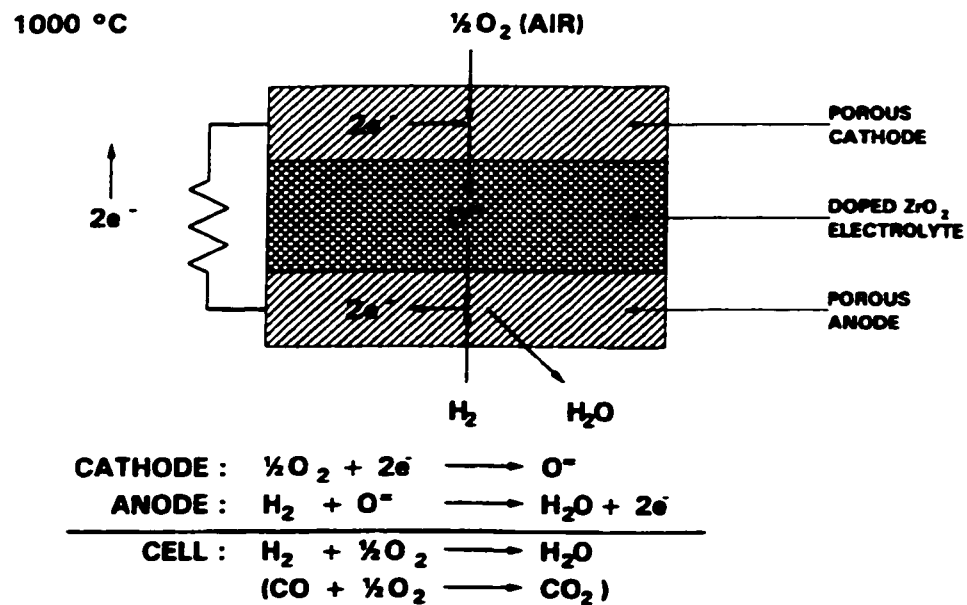 1000 °C
½O₂ (AIR)
2e⁻
POROUS
CATHODE
2e⁻
DOPED ZrO₂
ELECTROLYTE
2e⁻
POROUS
ANODE
H₂
H₂O
CATHODE : ½O₂ + 2e⁻ ⟶ O⁼
ANODE : H₂ + O⁼ ⟶ H₂O + 2e⁻
CELL : H₂ + ½O₂ ⟶ H₂O
(CO + ½O₂ ⟶ CO₂)